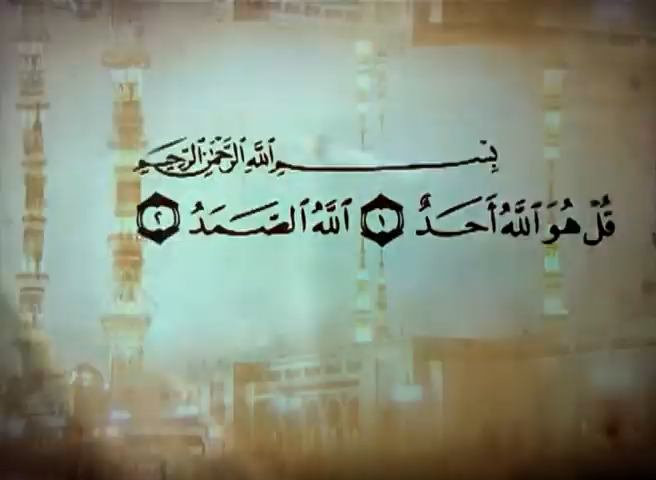 بِسْمِ ٱللَّهِ ٱلرَّحْمَٰنِ ٱلرَّحِيمِ
قُلْ هُوَ ٱللَّهُ أَحَدٌ ١ ٱللَّهُ ٱلصَّمَدُ ٢